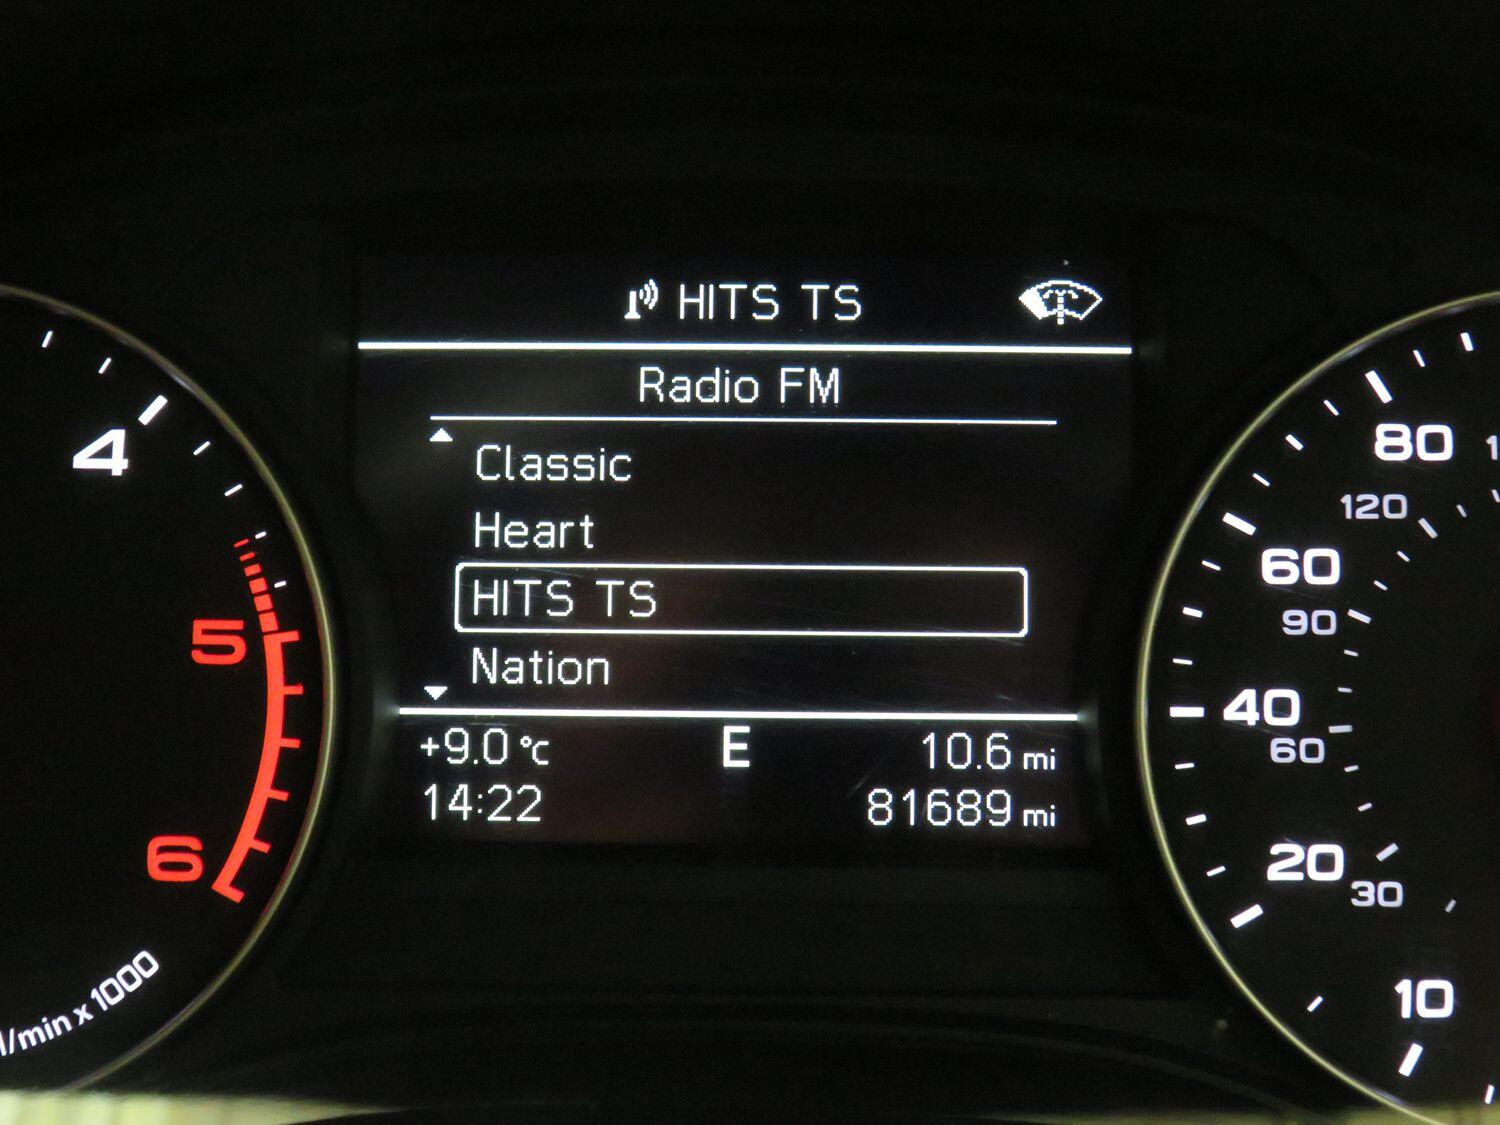 HITS TS
Radio FM
Classic
Heart
HITS TS
Nation
+9.0 °C E 10.6 mi
14:22 81689 mi
4
5
6
/min x 1000
80
120
60
90
40
60
20
30
10